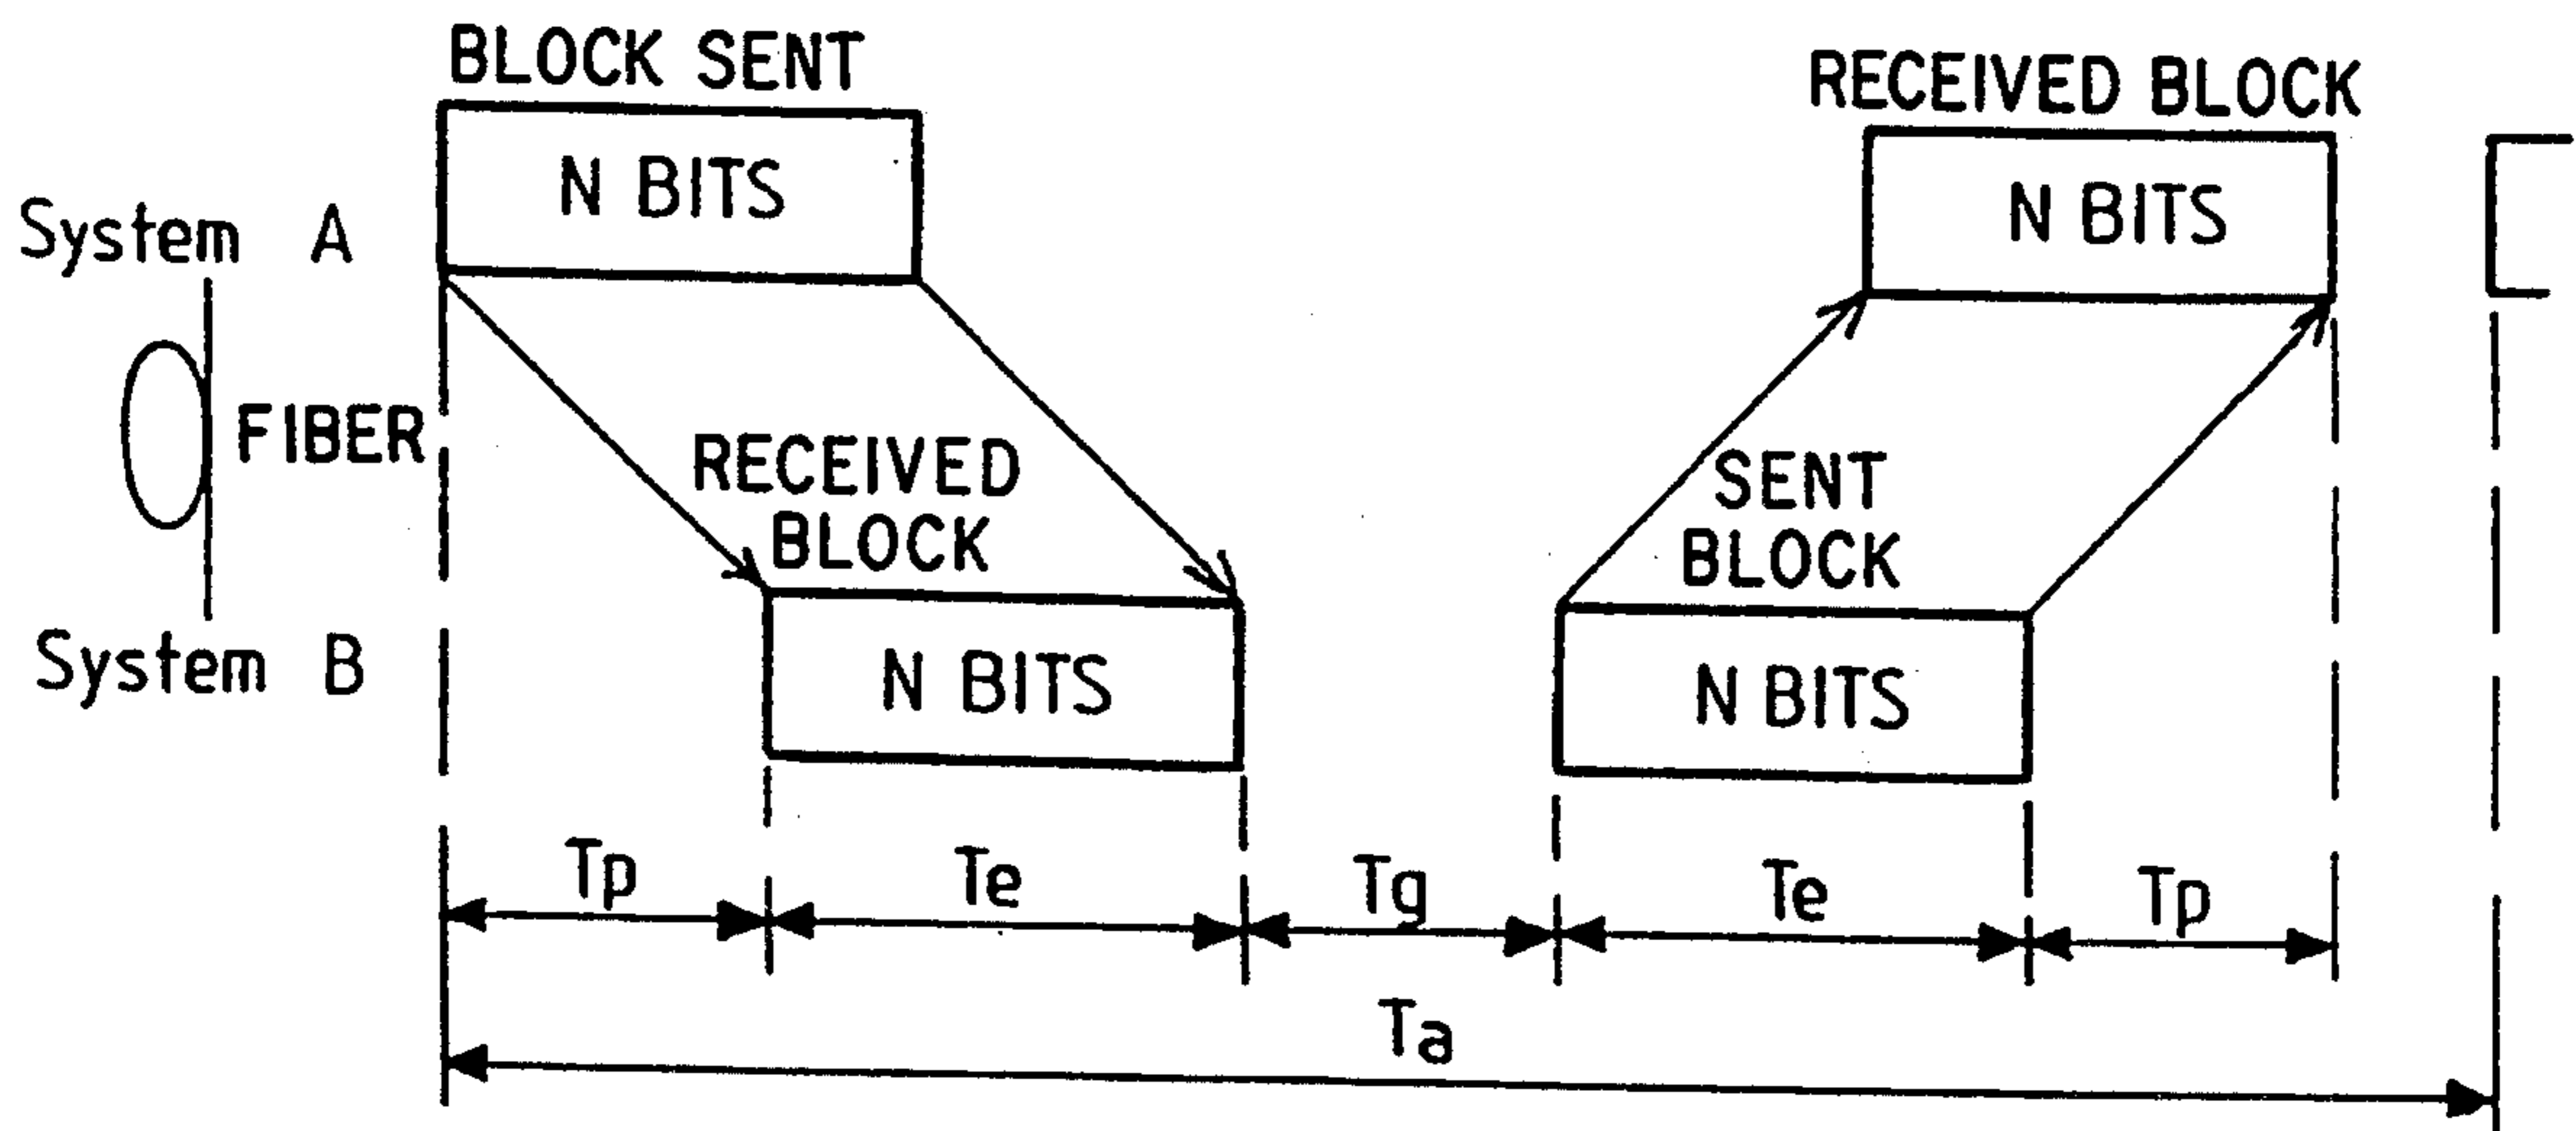 BLOCK SENT
RECEIVED BLOCK
N BITS
N BITS
System A
FIBER
RECEIVED
BLOCK
SENT
BLOCK
System B
N BITS
N BITS
Tp
Te
Tg
Te
Tp
Ta